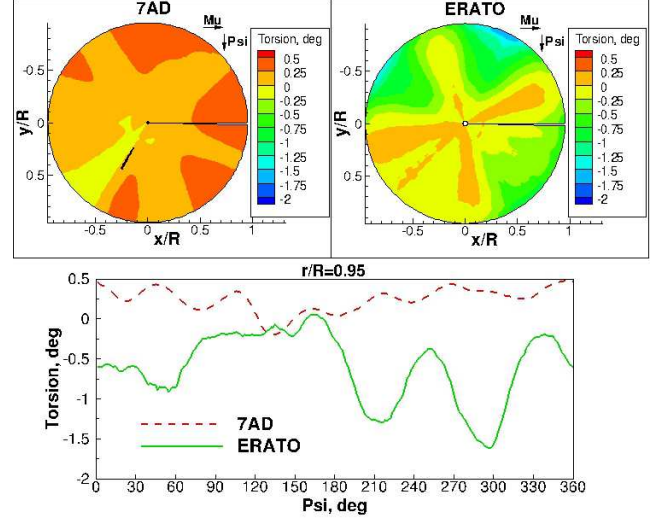 7AD
Mu
Psi
Torsion, deg
0.5
0.25
0
-0.25
-0.5
-0.75
-1
-1.25
-1.5
-1.75
-2
y/R
-0.5
0
0.5
-0.5
0
0.5
1
x/R
ERATO
Mu
Psi
Torsion, deg
0.5
0.25
0
-0.25
-0.5
-0.75
-1
-1.25
-1.5
-1.75
-2
y/R
-0.5
0
0.5
-0.5
0
0.5
1
x/R
r/R=0.95
Torsion, deg
0.5
0
-0.5
-1
-1.5
-2
7AD
ERATO
0 30 60 90 120 150 180 210 240 270 300 330 360
Psi, deg